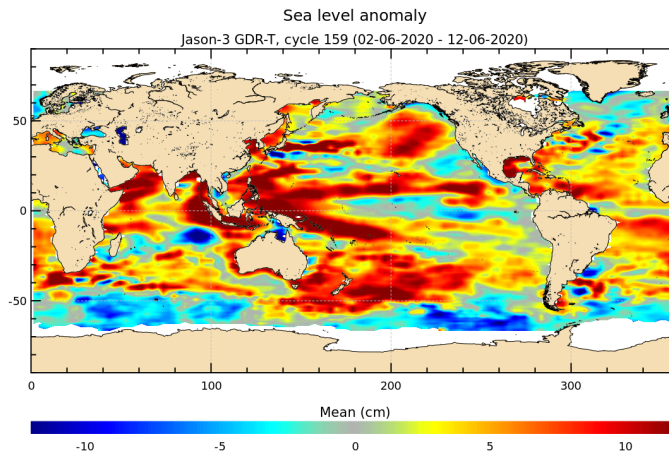 Sea level anomaly
Jason-3 GDR-T, cycle 159 (02-06-2020 - 12-06-2020)
50
0
-50
0 100 200 300
Mean (cm)
-10 -5 0 5 10